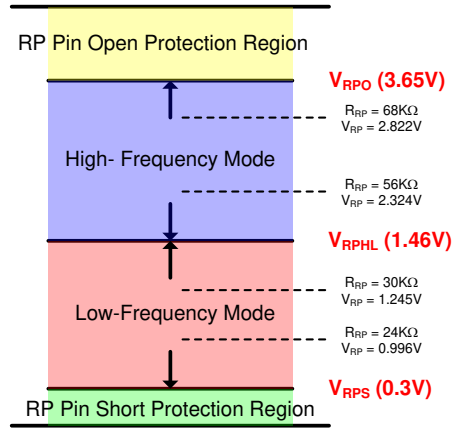 RP Pin Open Protection Region
VRPO (3.65V)
RRP = 68KΩ
VRP = 2.822V
High- Frequency Mode
RRP = 56KΩ
VRP = 2.324V
VRPHL (1.46V)
RRP = 30KΩ
VRP = 1.245V
Low-Frequency Mode
RRP = 24KΩ
VRP = 0.996V
VRPS (0.3V)
RP Pin Short Protection Region